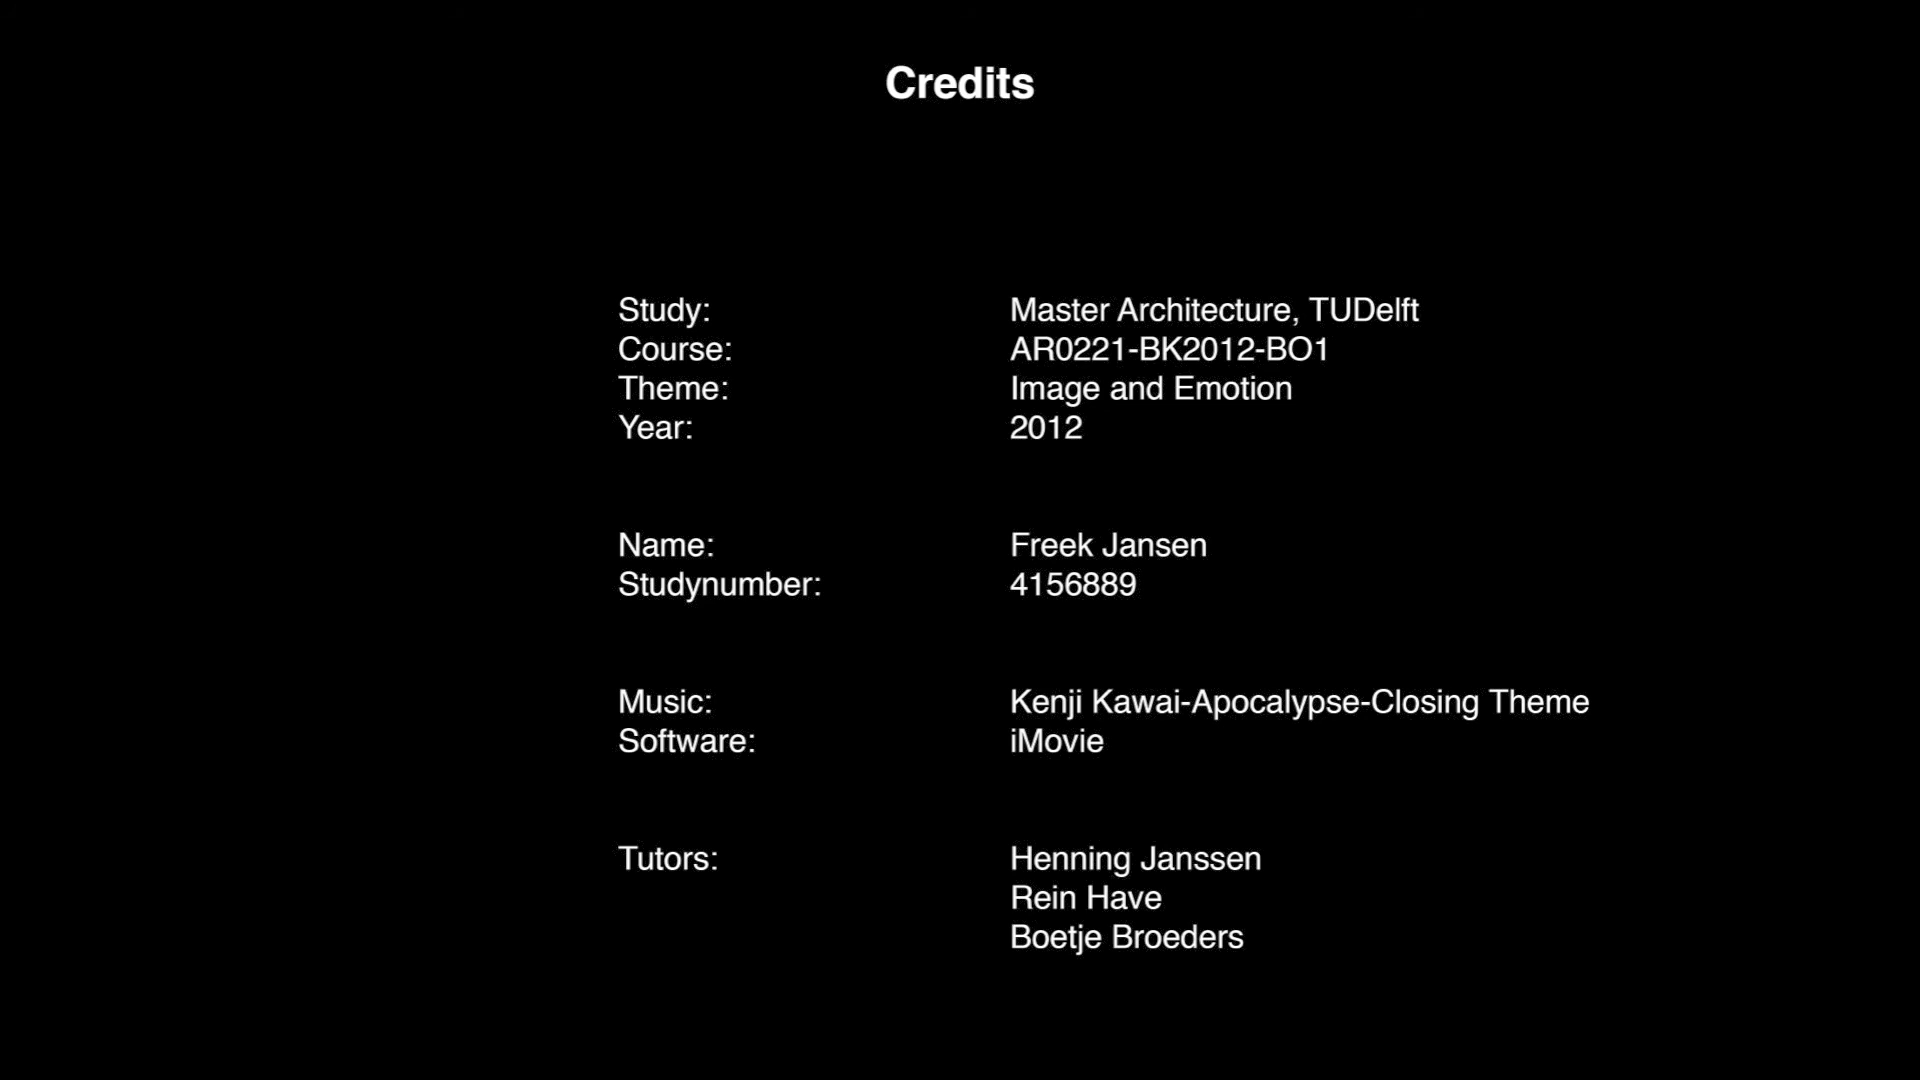 Credits
Study: Master Architecture, TUDelft
Course: AR0221-BK2012-BO1
Theme: Image and Emotion
Year: 2012
Name: Freek Jansen
Studynumber: 4156889
Music: Kenji Kawai-Apocalypse-Closing Theme
Software: iMovie
Tutors: Henning Janssen
Rein Have
Boetje Broeders